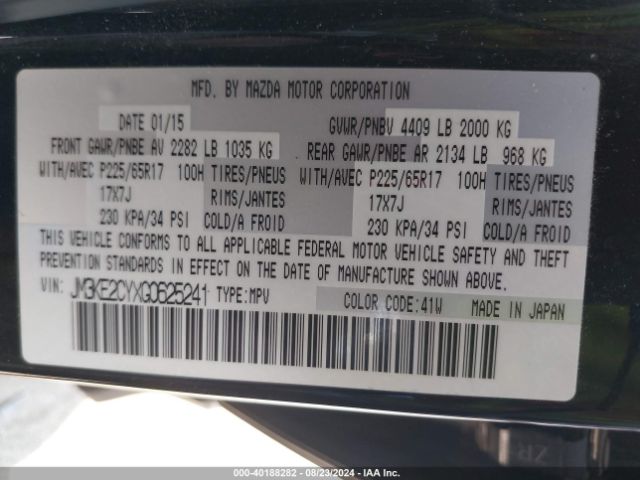 MFD. BY MAZDA MOTOR CORPORATION
DATE 01/15 GVWR/PNBV 4409 LB 2000 KG
FRONT GAWR/PNBE AV 2282 LB 1035 KG REAR GAWR/PNBE AR 2134 LB 968 KG
WITH/AVEC P225/65R17 100H TIRES/PNEUS WITH/AVEC P225/65R17 100H TIRES/PNEUS
17X7J RIMS/JANTES 17X7J RIMS/JANTES
230 KPA/34 PSI COLD/A FROID 230 KPA/34 PSI COLD/A FROID
THIS VEHICLE CONFORMS TO ALL APPLICABLE FEDERAL MOTOR VEHICLE SAFETY AND THEFT
PREVENTION STANDARDS IN EFFECT ON THE DATE OF MANUFACTURE SHOWN ABOVE.
VIN: JM3KE2CYXG0625241 TYPE:MPV COLOR CODE:41W MADE IN JAPAN
000-40188282 - 08/23/2024 - IAA Inc.